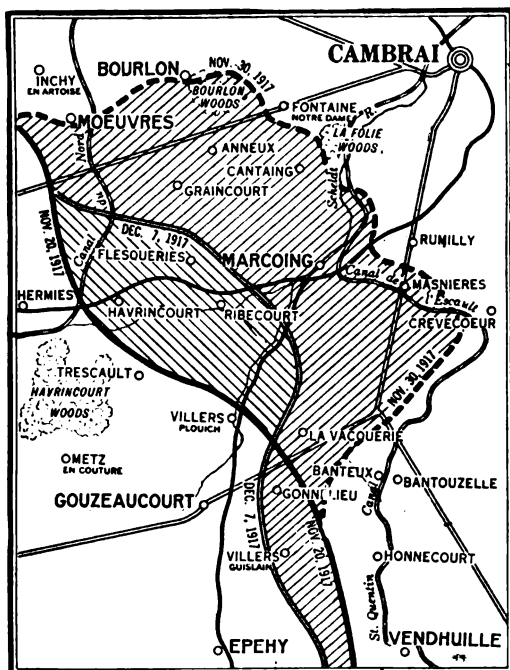 CAMBRAI
INCHY
EN ARTOISE
BOURLON
NOV. 30, 1917
BOURLON
WOODS
FONTAINE
NOTRE DAME
R.
LA FOLIE
WOODS
MOEUVRES
Nord
ANNEUX
CANTAING
GRAINCOURT
Scheldt
NOV. 20, 1917
Canal du
DEC. 7, 1917
FLESQUERIES
MARCOING
RUMILLY
Canal de
MASNIERES
l'Escault
HERMIES
HAVRINCOURT
RIBECOURT
CREVECOEUR
TRESCAULT
HAVRINCOURT
WOODS
NOV. 30, 1917
VILLERS
PLOUICH
LA VACQUERIE
METZ
EN COUTURE
BANTEUX
BANTOUZELLE
GOUZEAUCOURT
DEC. 7, 1917
GONNELIEU
Canal
NOV. 20, 1917
VILLERS
GUISLAIN
HONNECOURT
St. Quentin
EPEHY
VENDHUILLE